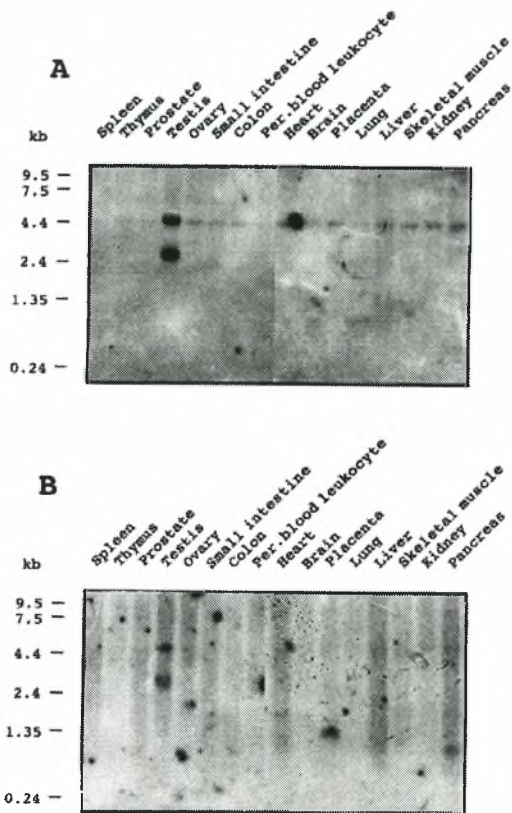 A
Spleen
Thymus
Prostate
Testis
Ovary
Small intestine
Colon
Per.blood leukocyte
Heart
Brain
Placenta
Lung
Liver
Skeletal muscle
Kidney
Pancreas
kb
9.5
7.5
4.4
2.4
1.35
0.24
B
Spleen
Thymus
Prostate
Testis
Ovary
Small intestine
Colon
Per.blood leukocyte
Heart
Brain
Placenta
Lung
Liver
Skeletal muscle
Kidney
Pancreas
kb
9.5
7.5
4.4
2.4
1.35
0.24